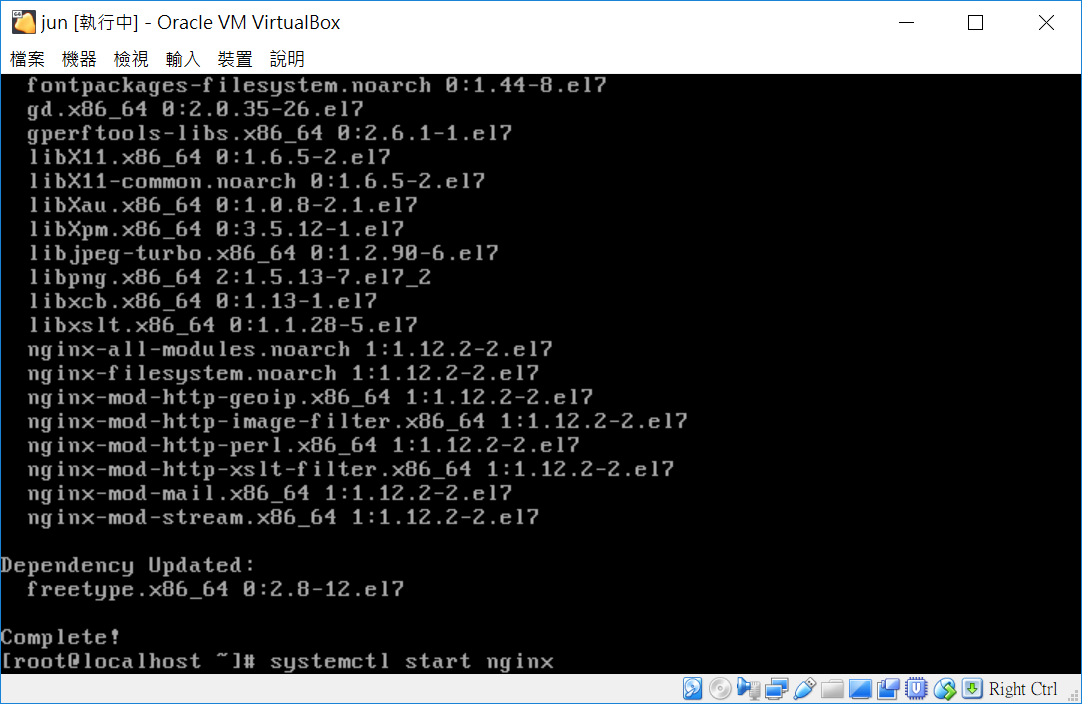 jun [執行中] - Oracle VM VirtualBox
檔案 機器 檢視 輸入 裝置 說明
fontpackages-filesystem.noarch 0:1.44-8.el7
gd.x86_64 0:2.0.35-26.el7
gperftools-libs.x86_64 0:2.6.1-1.el7
libX11.x86_64 0:1.6.5-2.el7
libX11-common.noarch 0:1.6.5-2.el7
libXau.x86_64 0:1.0.8-2.1.el7
libXpm.x86_64 0:3.5.12-1.el7
libjpeg-turbo.x86_64 0:1.2.90-6.el7
libpng.x86_64 2:1.5.13-7.el7_2
libxcb.x86_64 0:1.13-1.el7
libxslt.x86_64 0:1.1.28-5.el7
nginx-all-modules.noarch 1:1.12.2-2.el7
nginx-filesystem.noarch 1:1.12.2-2.el7
nginx-mod-http-geoip.x86_64 1:1.12.2-2.el7
nginx-mod-http-image-filter.x86_64 1:1.12.2-2.el7
nginx-mod-http-perl.x86_64 1:1.12.2-2.el7
nginx-mod-http-xslt-filter.x86_64 1:1.12.2-2.el7
nginx-mod-mail.x86_64 1:1.12.2-2.el7
nginx-mod-stream.x86_64 1:1.12.2-2.el7
Dependency Updated:
freetype.x86_64 0:2.8-12.el7
Complete!
[root@localhost ~]# systemctl start nginx
Right Ctrl